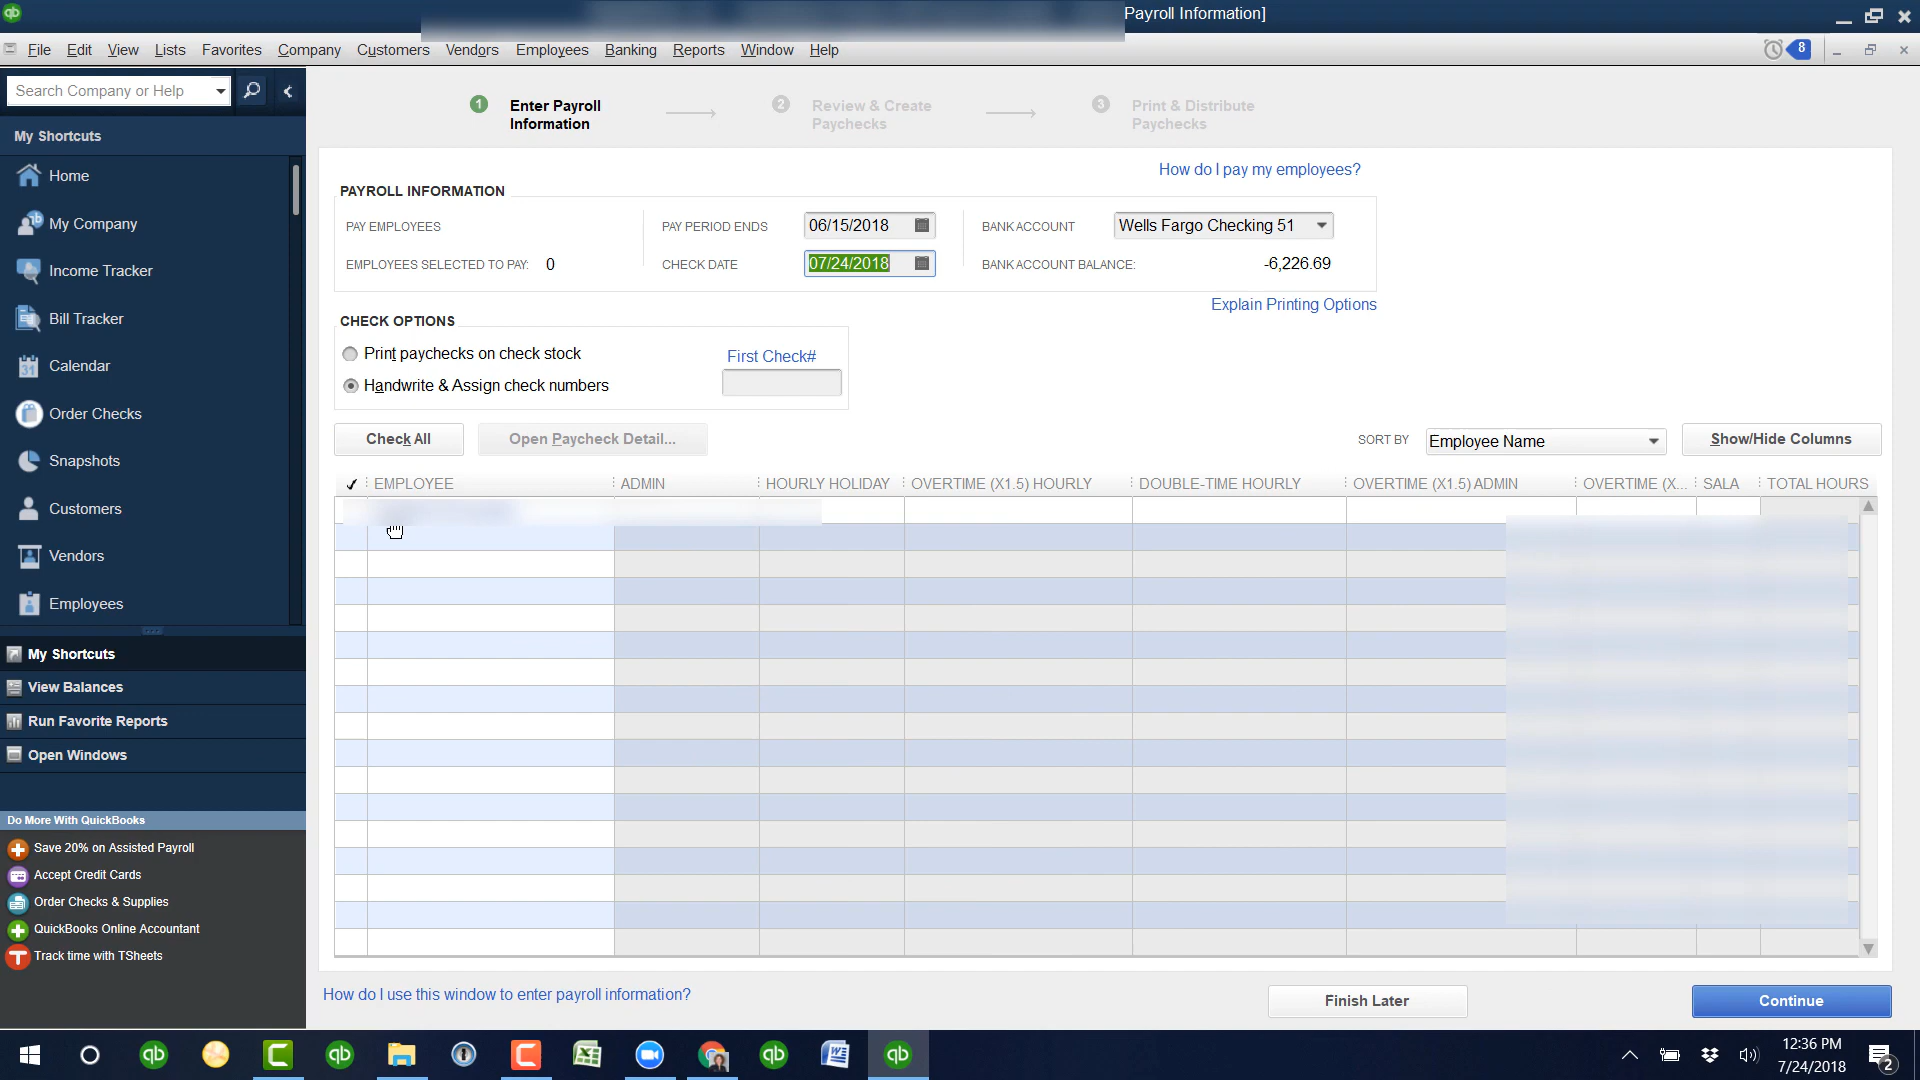 Payroll Information]
File Edit View Lists Favorites Company Customers Vendors Employees Banking Reports Window Help
8
Search Company or Help
My Shortcuts
Home
My Company
Income Tracker
Bill Tracker
Calendar
Order Checks
Snapshots
Customers
Vendors
Employees
My Shortcuts
View Balances
Run Favorite Reports
Open Windows
Do More With QuickBooks
Save 20% on Assisted Payroll
Accept Credit Cards
Order Checks & Supplies
QuickBooks Online Accountant
Track time with TSheets
1 Enter Payroll Information
2 Review & Create Paychecks
3 Print & Distribute Paychecks
How do I pay my employees?
PAYROLL INFORMATION
PAY EMPLOYEES PAY PERIOD ENDS 06/15/2018 BANK ACCOUNT Wells Fargo Checking 51
EMPLOYEES SELECTED TO PAY: 0 CHECK DATE 07/24/2018 BANK ACCOUNT BALANCE: -6,226.69
Explain Printing Options
CHECK OPTIONS
Print paychecks on check stock First Check#
Handwrite & Assign check numbers
Check All Open Paycheck Detail... SORT BY Employee Name Show/Hide Columns
✓ EMPLOYEE ADMIN HOURLY HOLIDAY OVERTIME (X1.5) HOURLY DOUBLE-TIME HOURLY OVERTIME (X1.5) ADMIN OVERTIME (X... SALA TOTAL HOURS
How do I use this window to enter payroll information?
Finish Later Continue
12:36 PM
7/24/2018
2